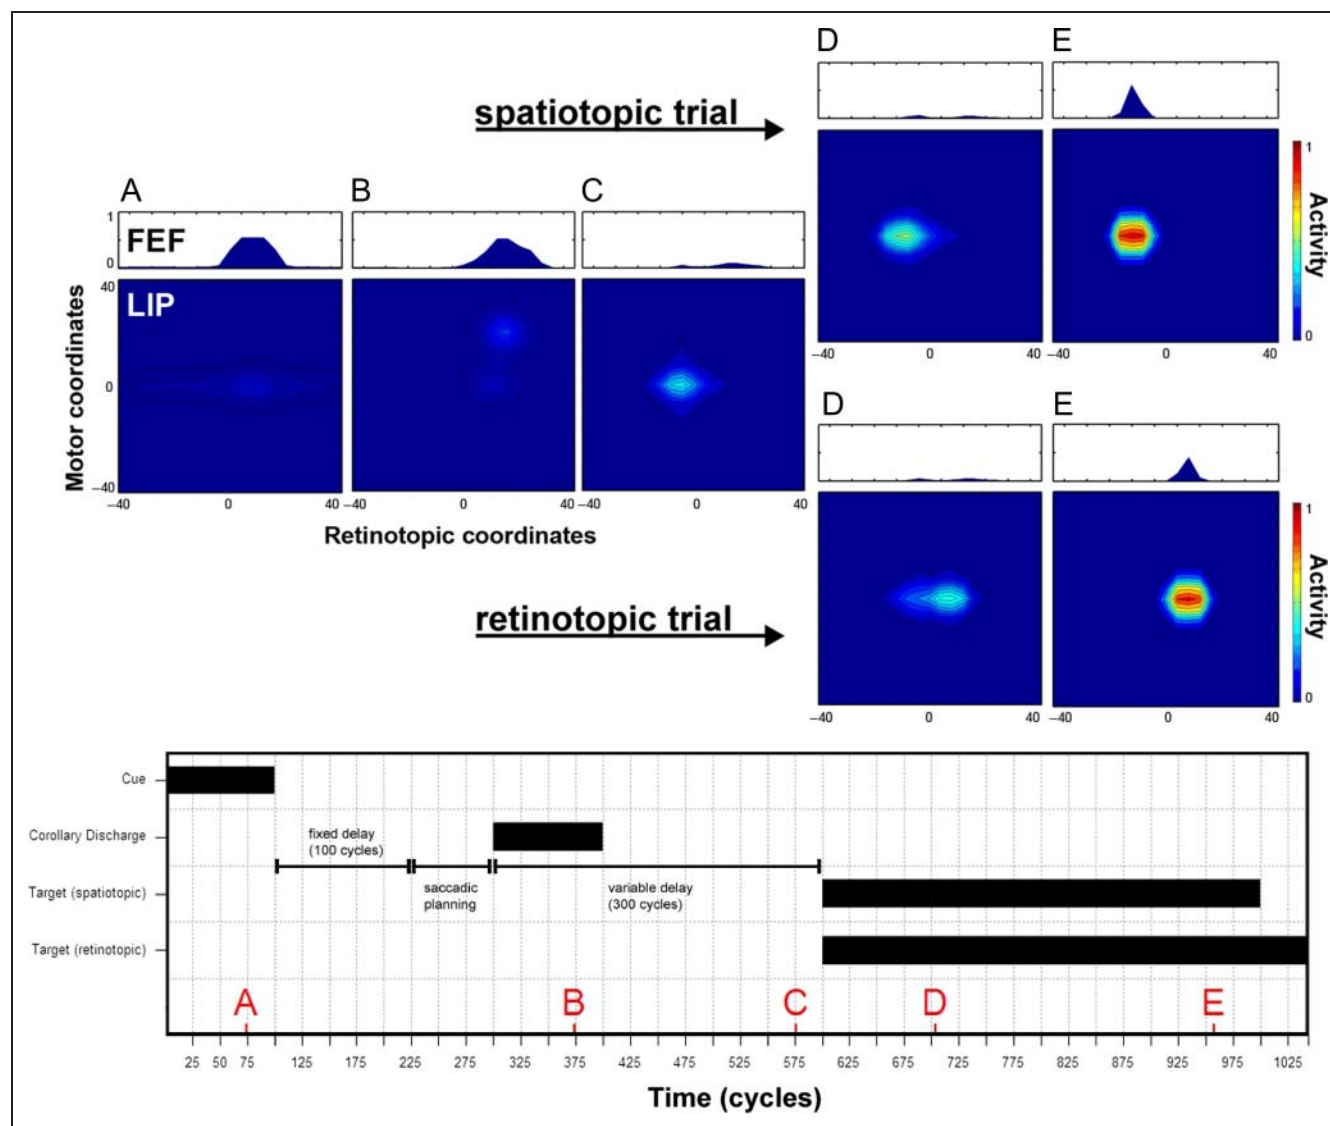 D
E
spatiotopic trial
A
B
C
1
FEF
0
40
LIP
0
−40
Motor coordinates
−40
0
40
−40
0
40
−40
0
40
Retinotopic coordinates
−40
0
40
−40
0
40
1
0
Activity
D
E
retinotopic trial
−40
0
40
−40
0
40
1
0
Activity
Cue
Corollary Discharge
fixed delay
(100 cycles)
Target (spatiotopic)
saccadic
planning
variable delay
(300 cycles)
Target (retinotopic)
A
B
C
D
E
25 50 75 125 175 225 275 325 375 425 475 525 575 625 675 725 775 825 875 925 975 1025
Time (cycles)